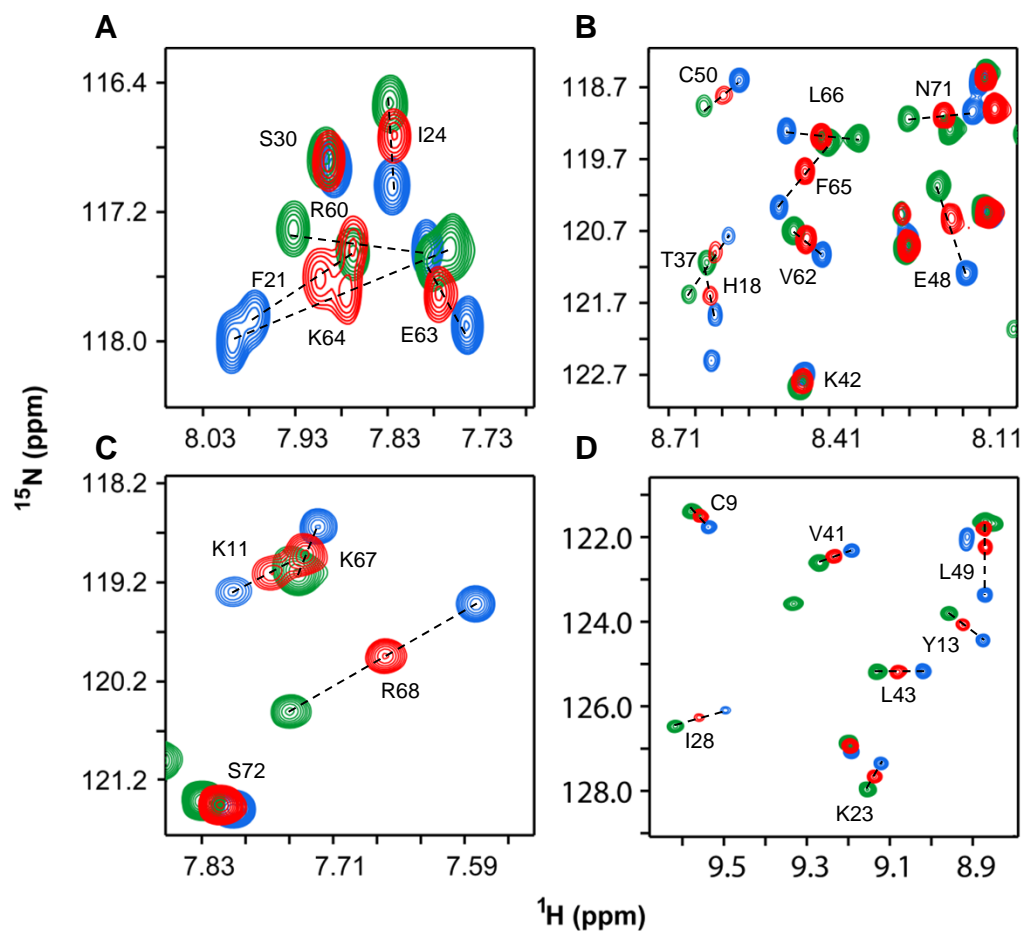 A
B
116.4
117.2
118.0
S30
I24
R60
F21
K64
E63
8.03
7.93
7.83
7.73
118.7
119.7
120.7
121.7
122.7
C50
L66
N71
F65
T37
H18
V62
E48
K42
8.71
8.41
8.11
C
D
118.2
119.2
120.2
121.2
K11
K67
R68
S72
7.83
7.71
7.59
122.0
124.0
126.0
128.0
C9
V41
L49
Y13
L43
I28
K23
9.5
9.3
9.1
8.9
15N (ppm)
1H (ppm)